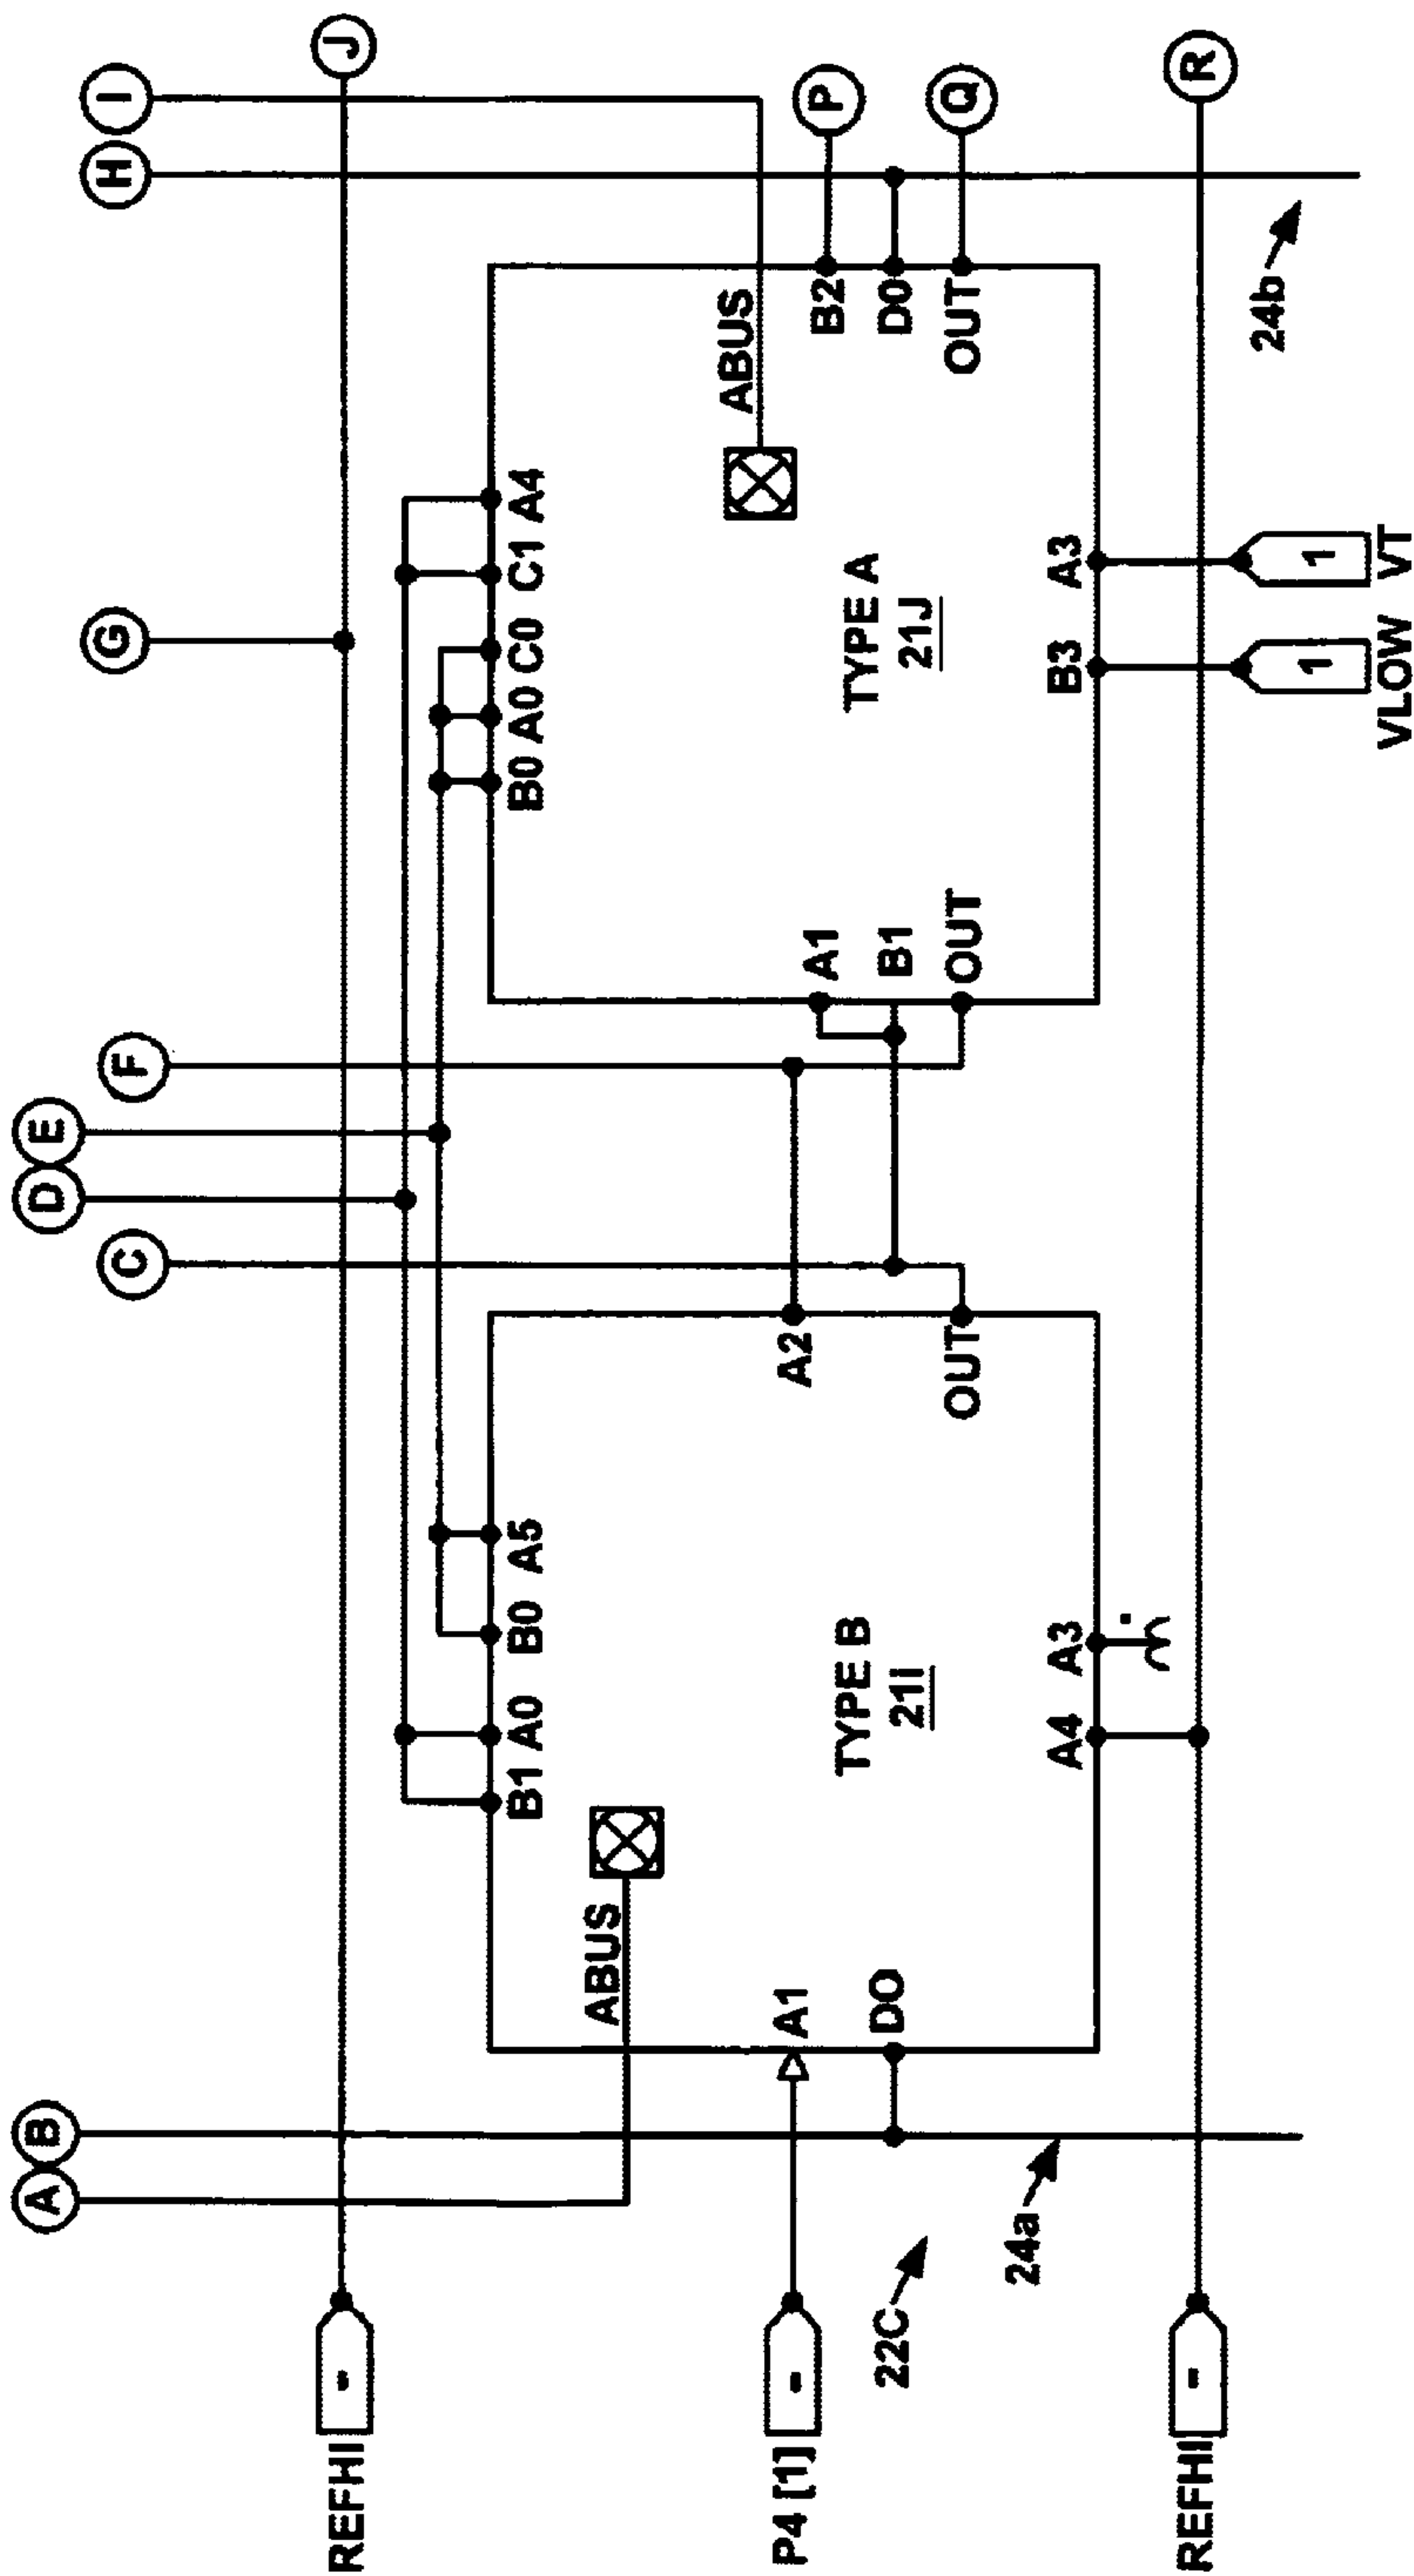 A
B
C
D
E
F
G
H
I
J
REFHI
-
ABUS
B1 A0 B0 A5
B0 A0 C0 C1 A4
ABUS
P4 [1]
-
A1
DO
TYPE B
21I
A2
OUT
A1
B1
OUT
TYPE A
21J
B2
D0
OUT
P
Q
A4 A3
B3 A3
22C
24a
REFHI
-
R
1
VLOW
1
VT
24b